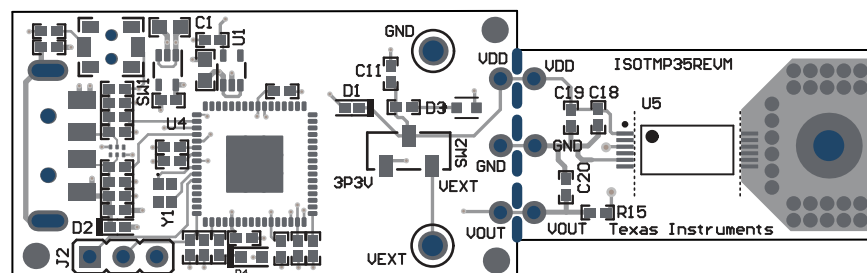 C1
GND
U1
VDD
VDD
ISOTMP35REVM
C11
SW1
D1
D3
C19
C18
U5
U4
SW2
GND
GND
3P3V
VEXT
C20
Y1
D2
VOUT
VOUT
R15
Texas Instruments
J2
VEXT